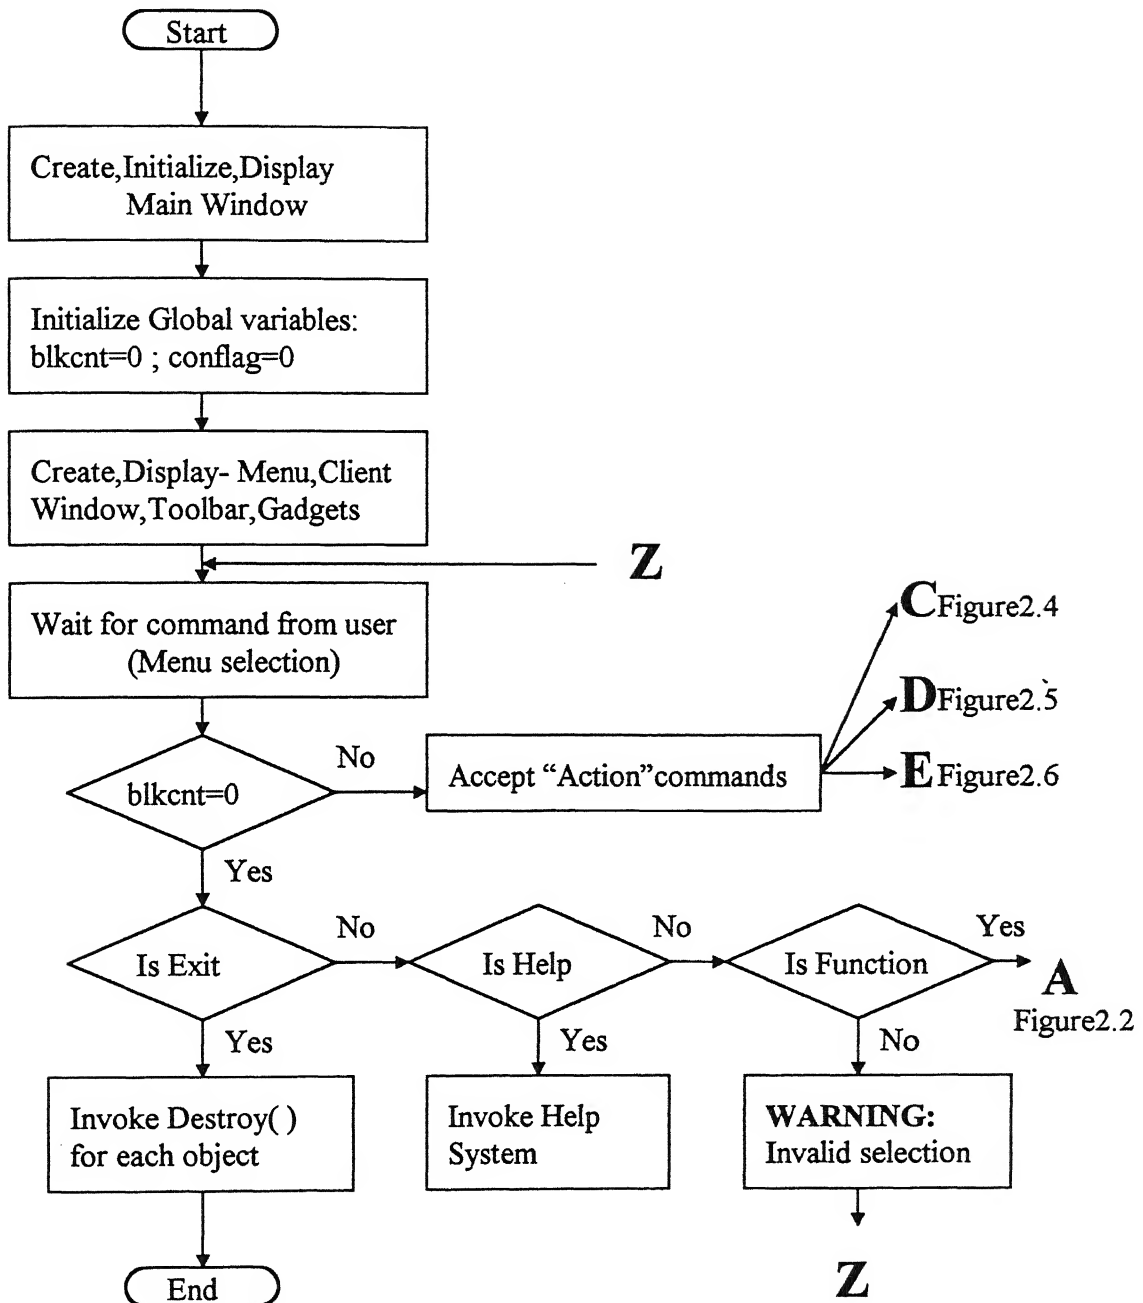 Start
Create,Initialize,Display
Main Window
Initialize Global variables:
blkcnt=0 ; conflag=0
Create,Display- Menu,Client
Window,Toolbar,Gadgets
Z
Wait for command from user
(Menu selection)
C Figure2.4
D Figure2.5
E Figure2.6
blkcnt=0
No
Accept “Action”commands
Yes
Is Exit
No
Is Help
No
Is Function
Yes
A
Figure2.2
Yes
Yes
No
Invoke Destroy( )
for each object
Invoke Help
System
WARNING:
Invalid selection
End
Z